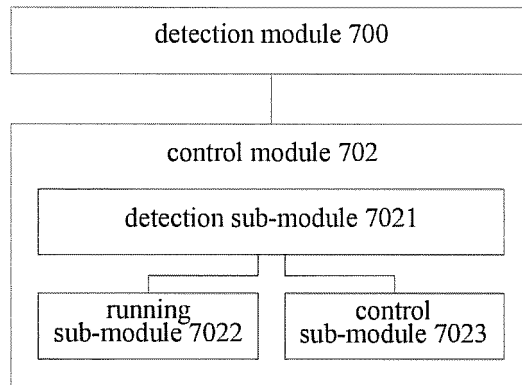 detection module 700
control module 702
detection sub-module 7021
running
sub-module 7022
control
sub-module 7023